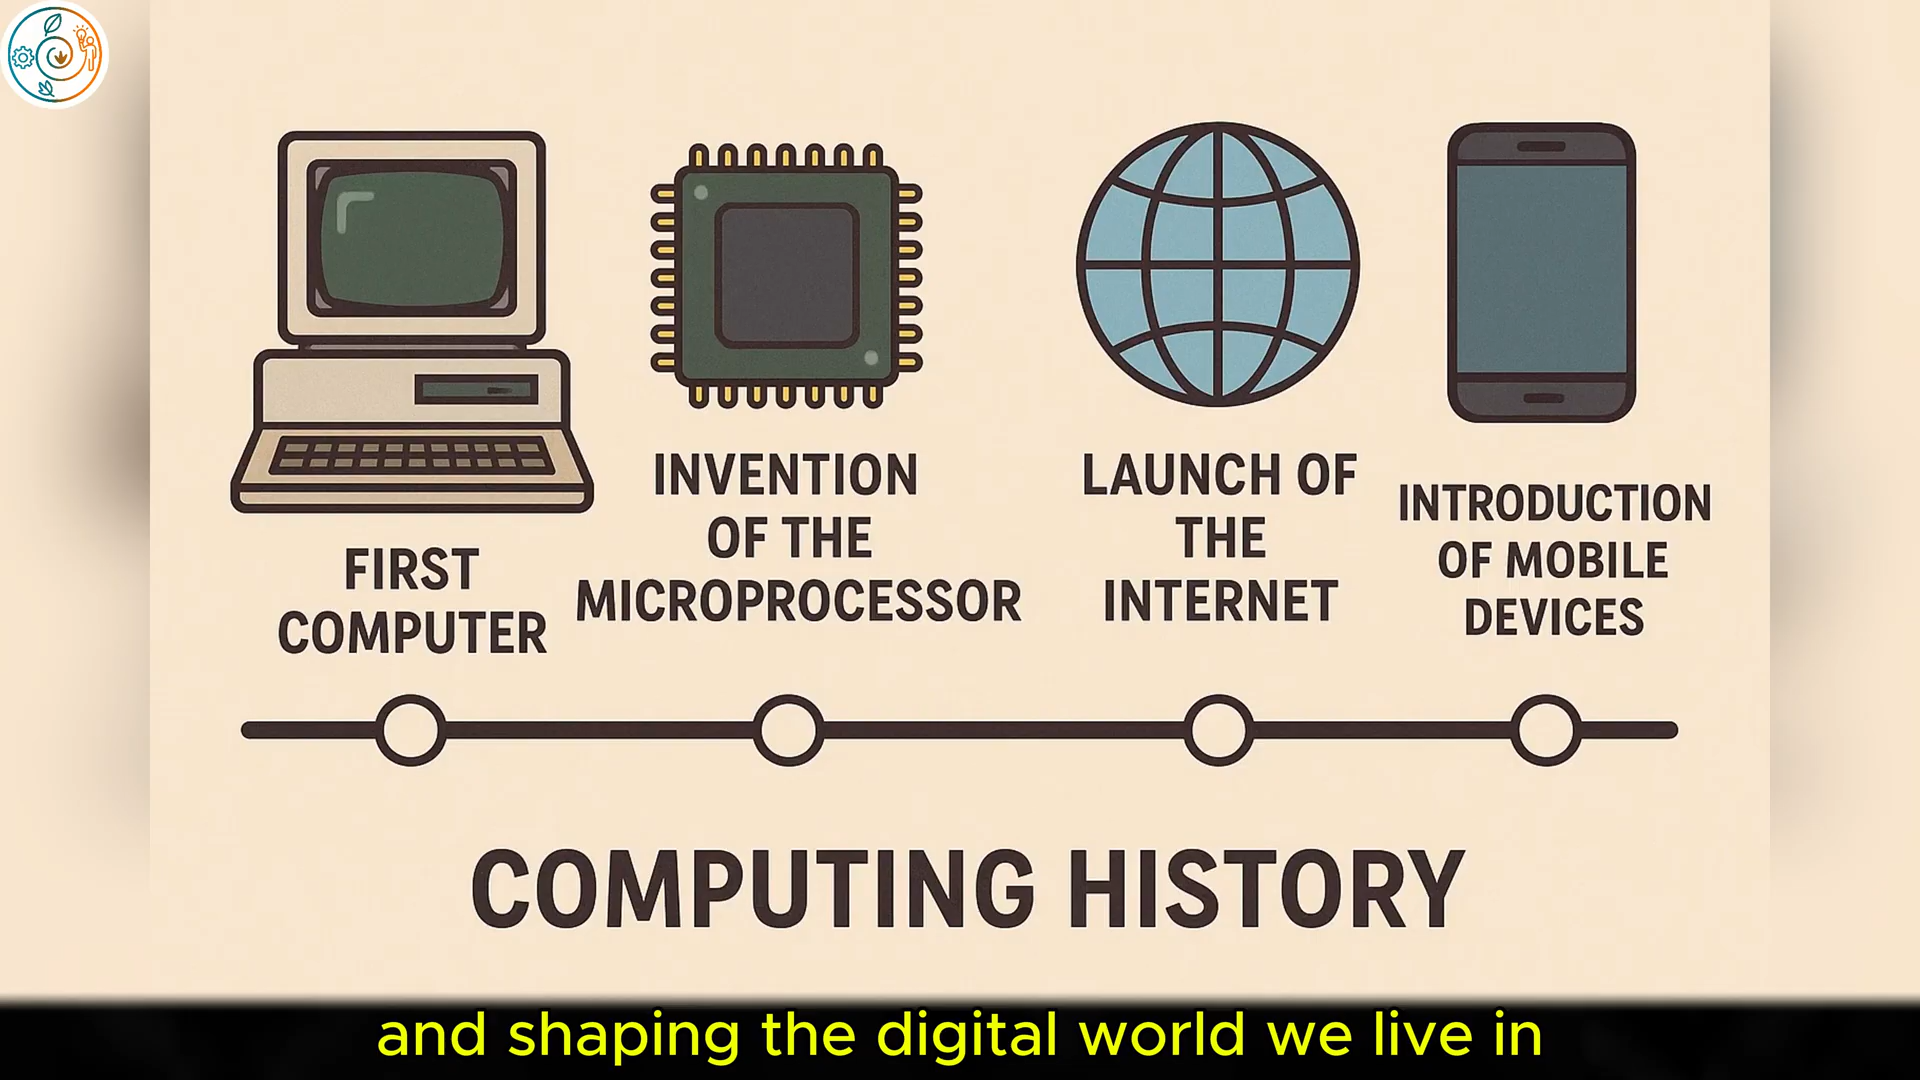 FIRST
COMPUTER
INVENTION
OF THE
MICROPROCESSOR
LAUNCH OF
THE
INTERNET
INTRODUCTION
OF MOBILE
DEVICES
COMPUTING HISTORY
and shaping the digital world we live in